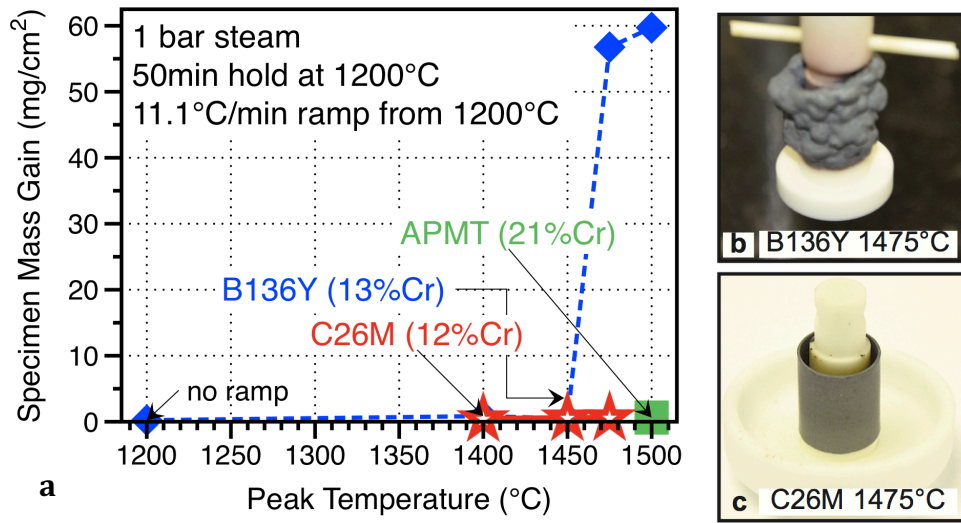 1 bar steam
50min hold at 1200°C
11.1°C/min ramp from 1200°C
Specimen Mass Gain (mg/cm²)
60
50
40
30
20
10
0
APMT (21%Cr)
B136Y (13%Cr)
C26M (12%Cr)
no ramp
1200 1250 1300 1350 1400 1450 1500
Peak Temperature (°C)
a
b B136Y 1475°C
c C26M 1475°C